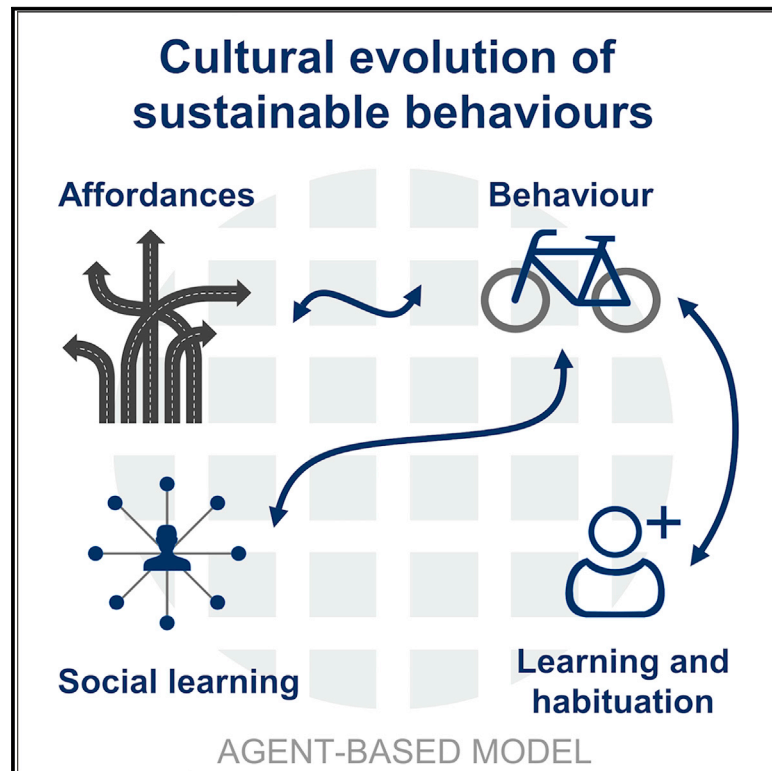 Cultural evolution of
sustainable behaviours
Affordances
Behaviour
Social learning
Learning and
habituation
AGENT-BASED MODEL